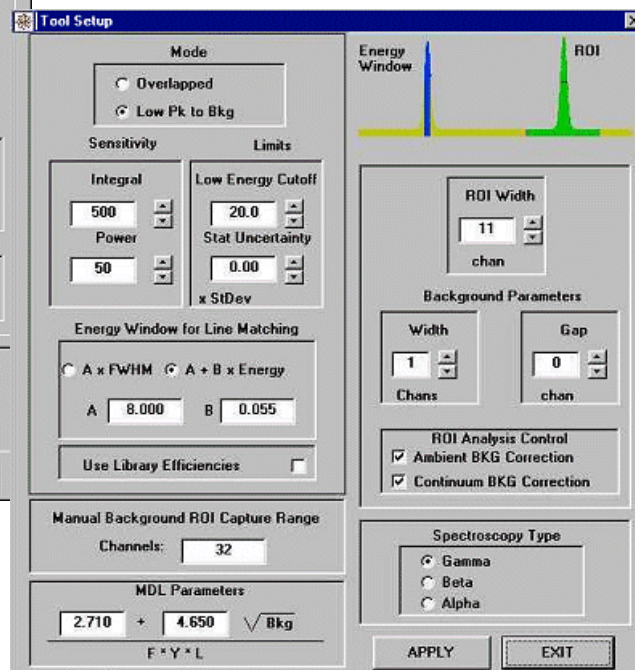 Tool Setup
Mode
Overlapped
Low Pk to Bkg
Sensitivity
Limits
Integral
500
Power
50
Low Energy Cutoff
20.0
Stat Uncertainty
0.00
x StDev
Energy Window for Line Matching
A x FWHM
A + B x Energy
A 8.000 B 0.055
Use Library Efficiencies
Manual Background ROI Capture Range
Channels: 32
MDL Parameters
2.710 + 4.650 √ Bkg
F * Y * L
Energy
Window
ROI
ROI Width
11
chan
Background Parameters
Width
1
Chans
Gap
0
chan
ROI Analysis Control
Ambient BKG Correction
Continuum BKG Correction
Spectroscopy Type
Gamma
Beta
Alpha
APPLY
EXIT